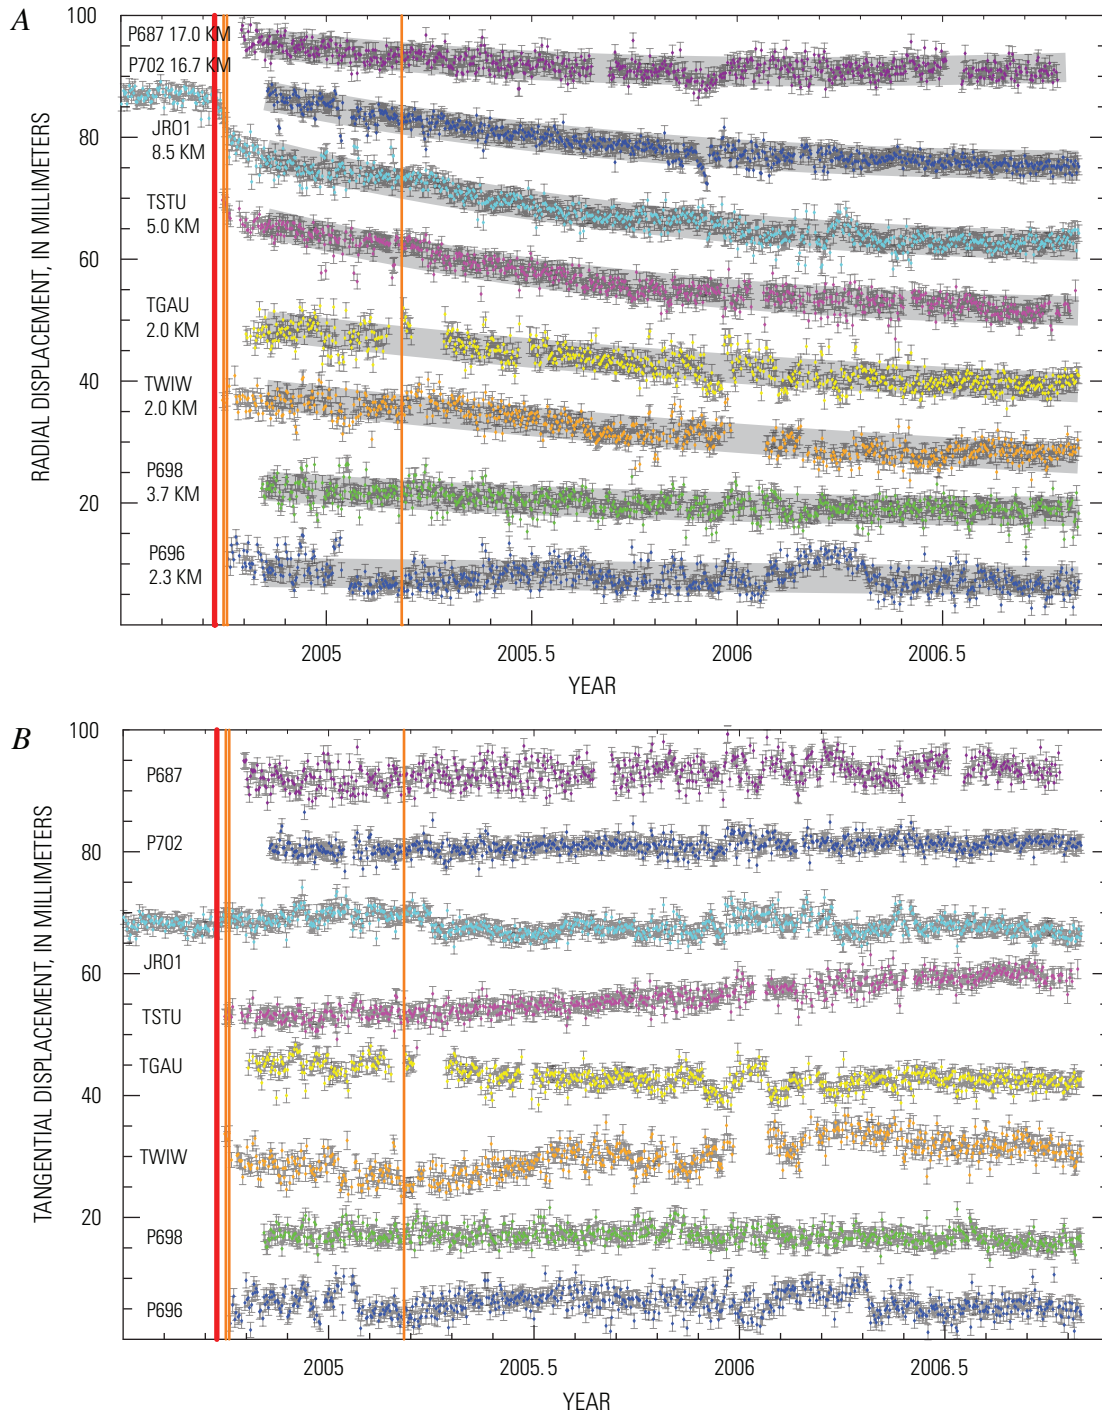 A
100
P687 17.0 KM
P702 16.7 KM
80
JRO1
8.5 KM
TSTU
5.0 KM
60
TGAU
2.0 KM
40
TWIW
2.0 KM
P698
3.7 KM
20
P696
2.3 KM
RADIAL DISPLACEMENT, IN MILLIMETERS
2005
2005.5
2006
2006.5
YEAR
B
100
P687
P702
80
JRO1
60
TSTU
TGAU
40
TWIW
P698
20
P696
TANGENTIAL DISPLACEMENT, IN MILLIMETERS
2005
2005.5
2006
2006.5
YEAR